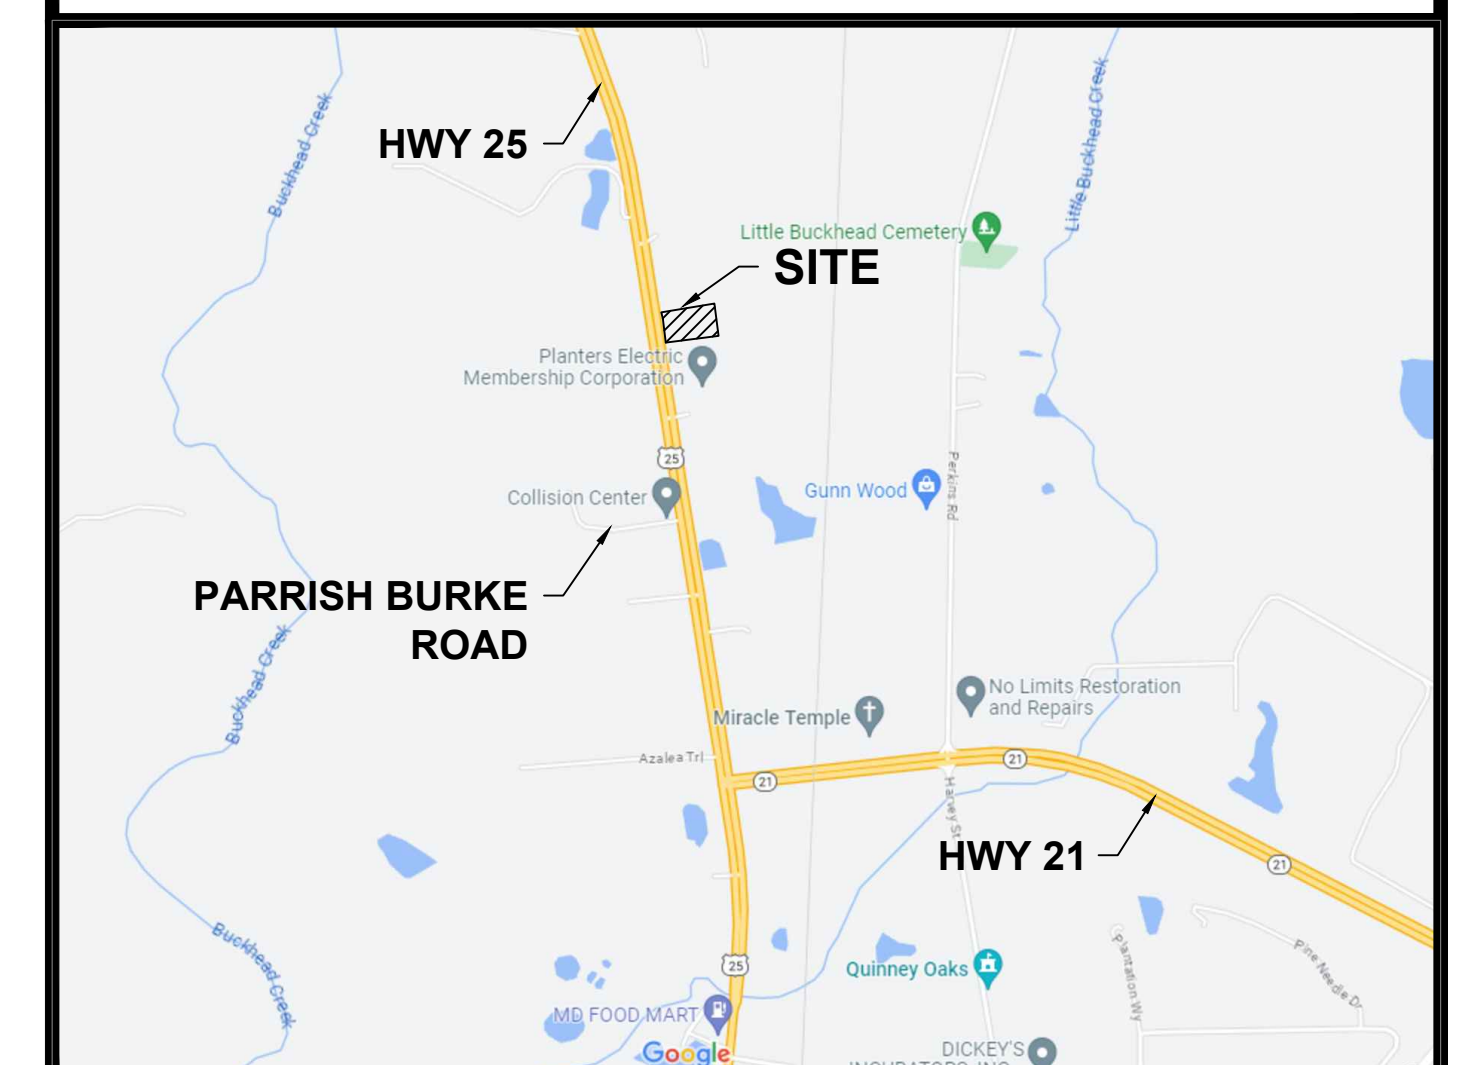 Buckhead Creek
HWY 25
Little Buckhead Creek
Little Buckhead Cemetery
SITE
Planters Electric
Membership Corporation
25
Collision Center
Gunn Wood
Perkins Rd
PARRISH BURKE
ROAD
Buckhead Creek
No Limits Restoration
and Repairs
Miracle Temple
Azalea Trl
21
21
Harvey St
HWY 21
21
Buckhead Creek
25
Quinney Oaks
Plantation Wy
Pine Needle Dr
MD FOOD MART
Google
DICKEY'S
INCUBATORS, INC